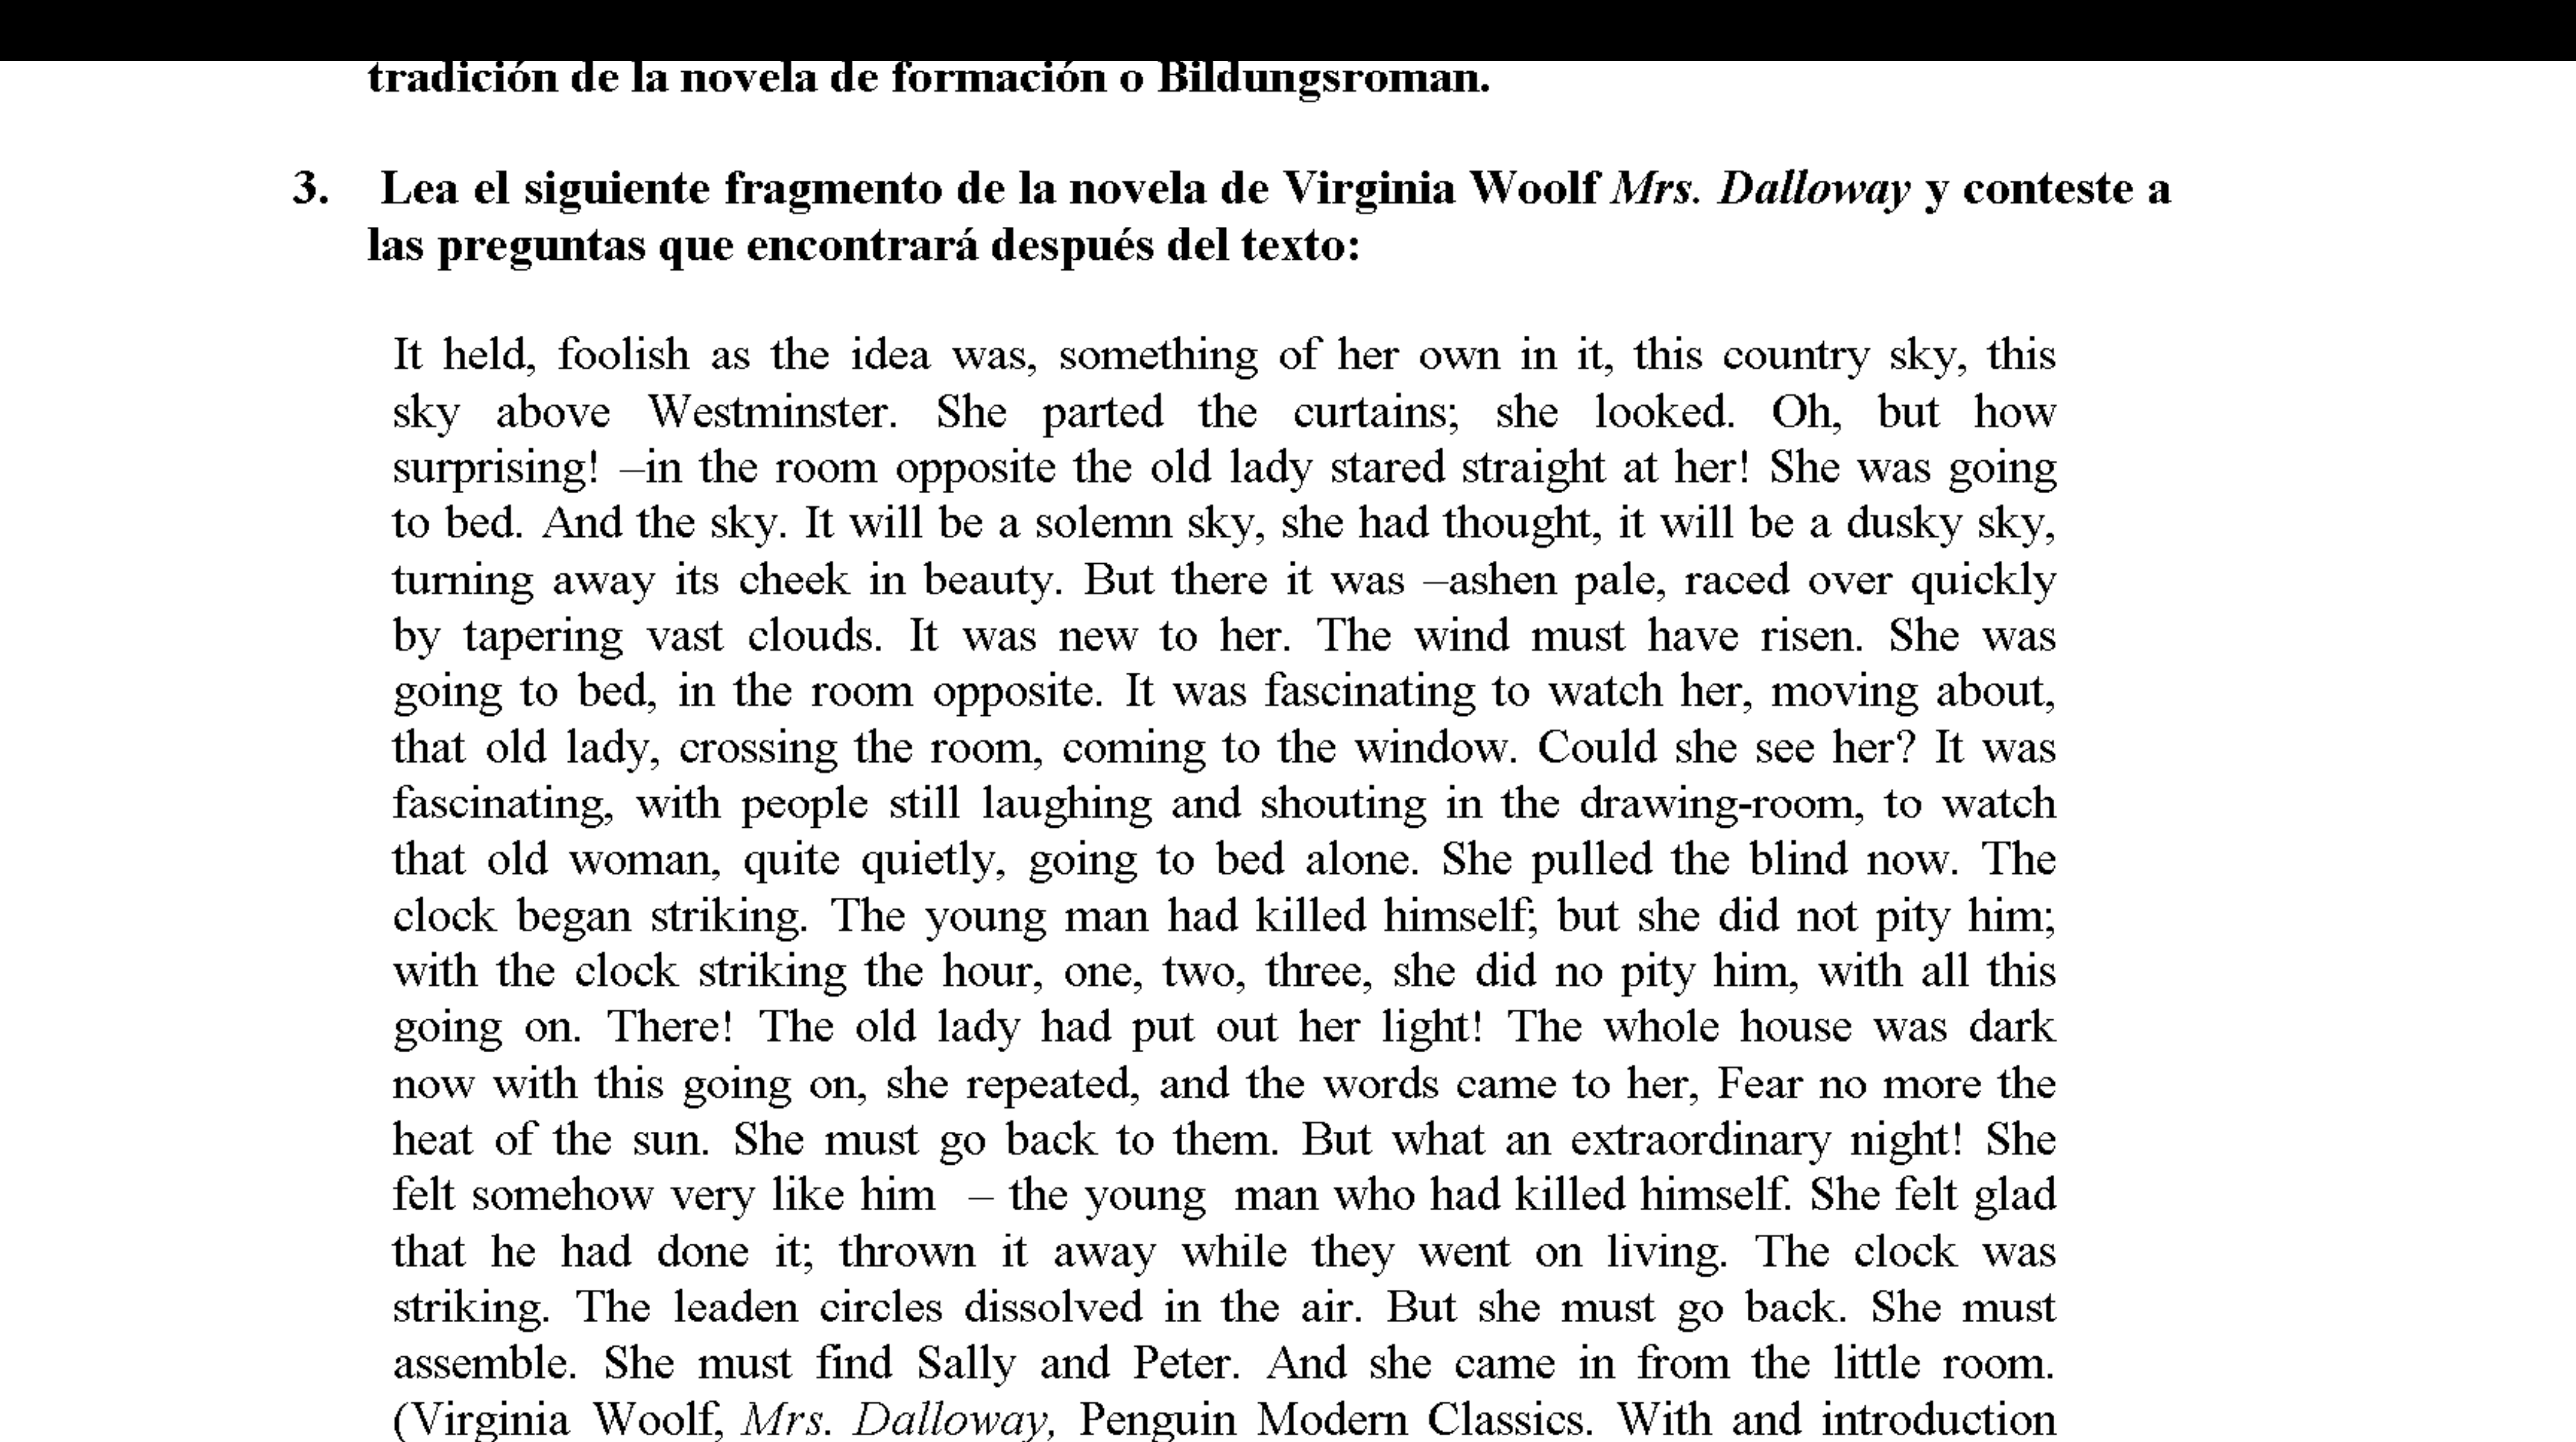 tradición de la novela de formación o Bildungsroman.
3. Lea el siguiente fragmento de la novela de Virginia Woolf Mrs. Dalloway y conteste a
las preguntas que encontrará después del texto:
It held, foolish as the idea was, something of her own in it, this country sky, this
sky above Westminster. She parted the curtains; she looked. Oh, but how
surprising! –in the room opposite the old lady stared straight at her! She was going
to bed. And the sky. It will be a solemn sky, she had thought, it will be a dusky sky,
turning away its cheek in beauty. But there it was –ashen pale, raced over quickly
by tapering vast clouds. It was new to her. The wind must have risen. She was
going to bed, in the room opposite. It was fascinating to watch her, moving about,
that old lady, crossing the room, coming to the window. Could she see her? It was
fascinating, with people still laughing and shouting in the drawing-room, to watch
that old woman, quite quietly, going to bed alone. She pulled the blind now. The
clock began striking. The young man had killed himself; but she did not pity him;
with the clock striking the hour, one, two, three, she did no pity him, with all this
going on. There! The old lady had put out her light! The whole house was dark
now with this going on, she repeated, and the words came to her, Fear no more the
heat of the sun. She must go back to them. But what an extraordinary night! She
felt somehow very like him – the young man who had killed himself. She felt glad
that he had done it; thrown it away while they went on living. The clock was
striking. The leaden circles dissolved in the air. But she must go back. She must
assemble. She must find Sally and Peter. And she came in from the little room.
(Virginia Woolf, Mrs. Dalloway, Penguin Modern Classics. With and introduction